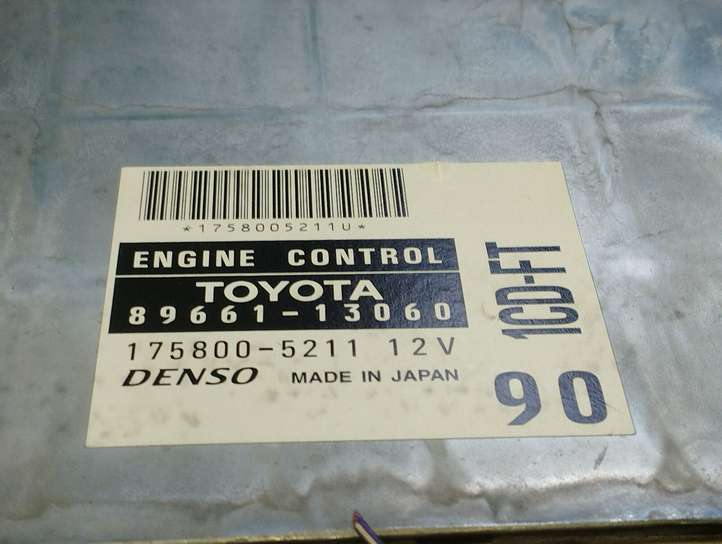 *1758005211U*
ENGINE CONTROL
TOYOTA
89661-13060
175800-5211 12V
DENSO MADE IN JAPAN
1CD-FT
90